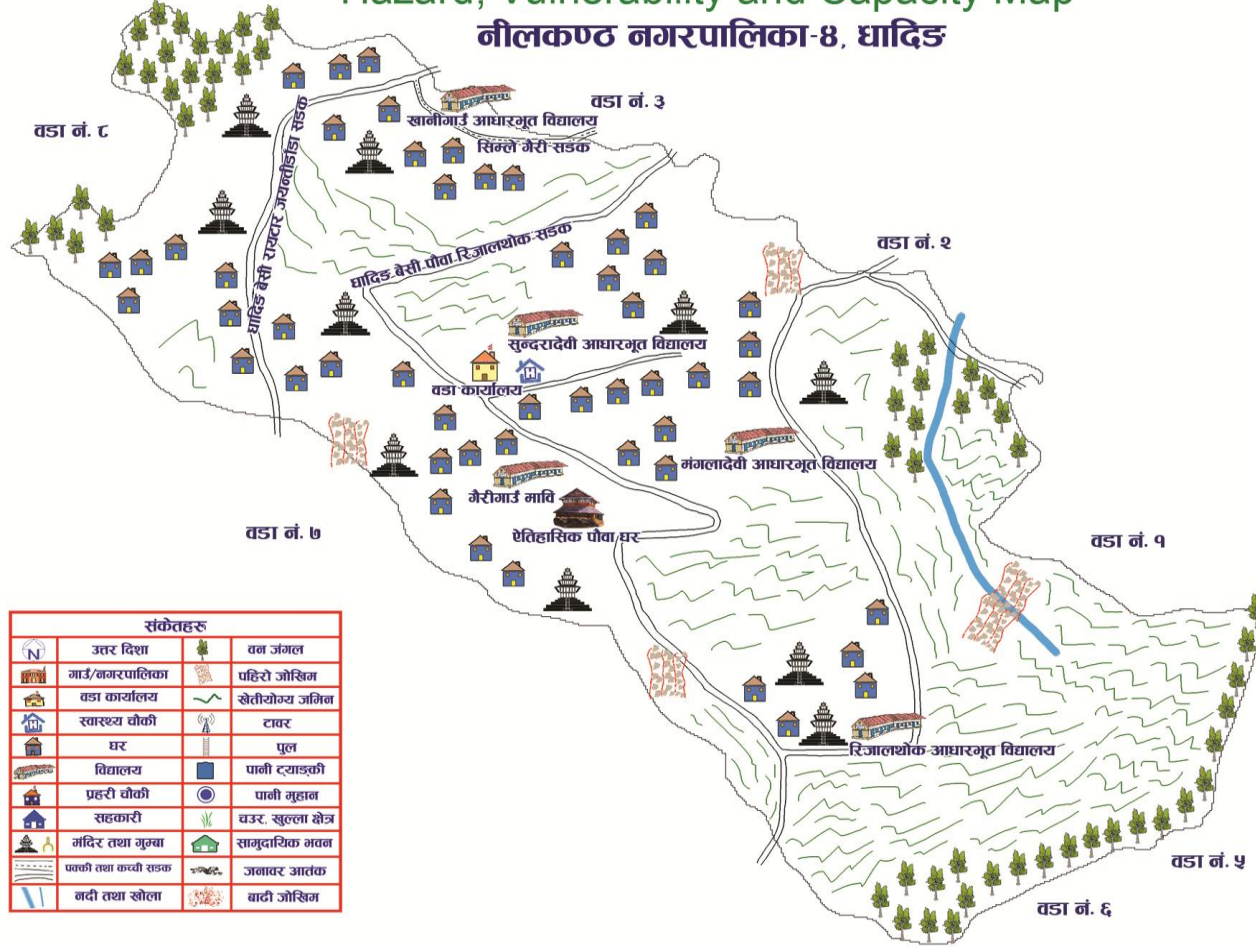 Hazard, Vulnerability and Capacity Map
नीलकण्ठ नगरपालिका-४, धादिङ
वडा नं. ३
वडा नं. ८
खानीगाउँ आधारभूत विद्यालय
सिम्ले गैरी सडक
धादिङ बेसी रायटार जयन्तीडाँडा सडक
धादिङ बेसी पौवा रिजालथोक सडक
वडा नं. २
सुन्दरादेवी आधारभूत विद्यालय
वडा कार्यालय
मंगलादेवी आधारभूत विद्यालय
गैरीगाउँ मावि
ऐतिहासिक पौवा घर
वडा नं. ७
वडा नं. १
रिजालथोक आधारभूत विद्यालय
वडा नं. ५
वडा नं. ६
संकेतहरू
N उत्तर दिशा वन जंगल
गाउँ/नगरपालिका पहिरो जोखिम
वडा कार्यालय खेतीयोग्य जमिन
H स्वास्थ्य चौकी टावर
घर पुल
विद्यालय पानी ट्याङ्की
प्रहरी चौकी पानी मुहान
सहकारी चउर, खुल्ला क्षेत्र
मंदिर तथा गुम्बा सामुदायिक भवन
पक्की तथा कच्ची सडक जनावर आतंक
नदी तथा खोला बाढी जोखिम